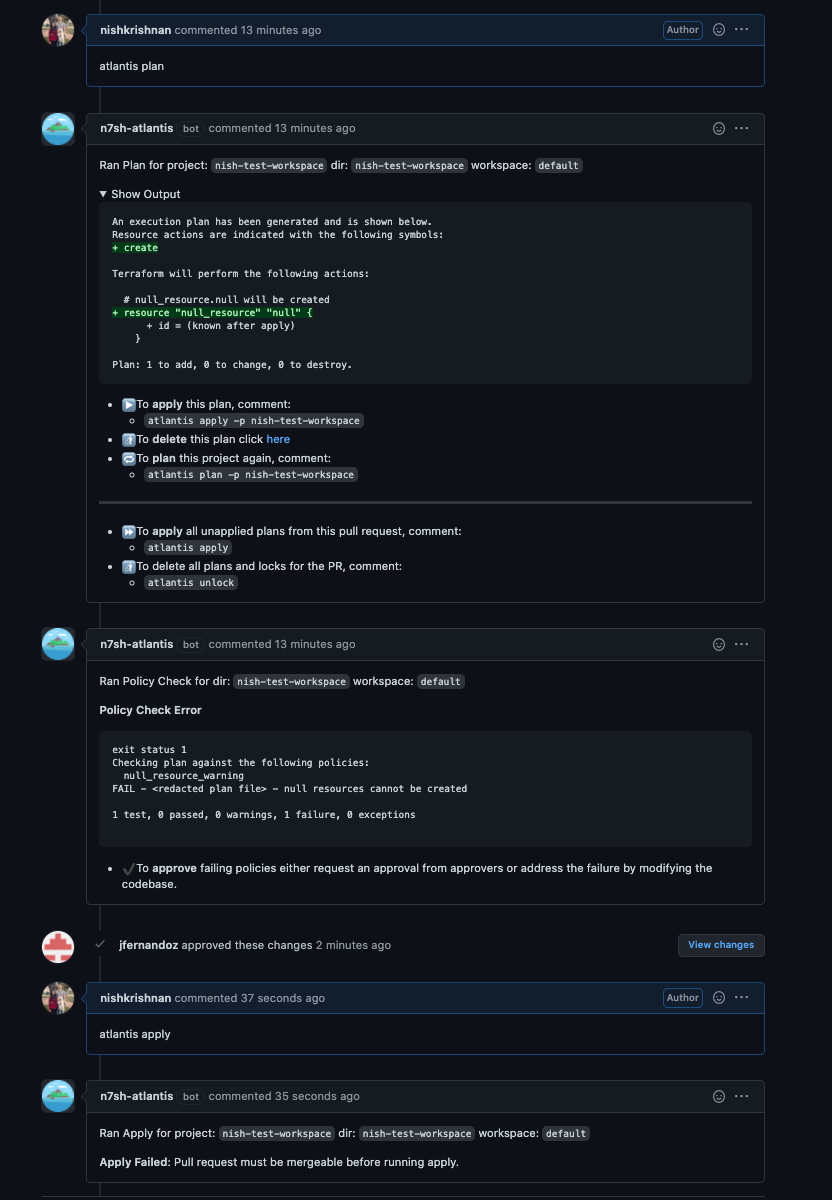 nishkrishnan commented 13 minutes ago Author
atlantis plan
n7sh-atlantis bot commented 13 minutes ago
Ran Plan for project: nish-test-workspace dir: nish-test-workspace workspace: default
▼ Show Output
An execution plan has been generated and is shown below.
Resource actions are indicated with the following symbols:
+ create
Terraform will perform the following actions:
# null_resource.null will be created
+ resource "null_resource" "null" {
+ id = (known after apply)
}
Plan: 1 to add, 0 to change, 0 to destroy.
To apply this plan, comment:
atlantis apply -p nish-test-workspace
To delete this plan click here
To plan this project again, comment:
atlantis plan -p nish-test-workspace
To apply all unapplied plans from this pull request, comment:
atlantis apply
To delete all plans and locks for the PR, comment:
atlantis unlock
n7sh-atlantis bot commented 13 minutes ago
Ran Policy Check for dir: nish-test-workspace workspace: default
Policy Check Error
exit status 1
Checking plan against the following policies:
null_resource_warning
FAIL - <redacted plan file> - null resources cannot be created
1 test, 0 passed, 0 warnings, 1 failure, 0 exceptions
To approve failing policies either request an approval from approvers or address the failure by modifying the
codebase.
jfernandoz approved these changes 2 minutes ago View changes
nishkrishnan commented 37 seconds ago Author
atlantis apply
n7sh-atlantis bot commented 35 seconds ago
Ran Apply for project: nish-test-workspace dir: nish-test-workspace workspace: default
Apply Failed: Pull request must be mergeable before running apply.